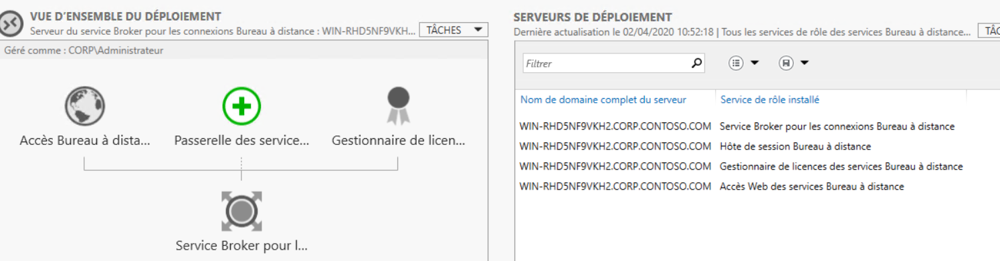 VUE D'ENSEMBLE DU DÉPLOIEMENT
Serveur du service Broker pour les connexions Bureau à distance : WIN-RHD5NF9VKH... TÂCHES
Géré comme : CORP\Administrateur
Accès Bureau à dista...
Passerelle des service...
Gestionnaire de licen...
Service Broker pour l...
SERVEURS DE DÉPLOIEMENT
Dernière actualisation le 02/04/2020 10:52:18 | Tous les services de rôle des services Bureau à distance... TÂC
Filtrer
Nom de domaine complet du serveur Service de rôle installé
WIN-RHD5NF9VKH2.CORP.CONTOSO.COM Service Broker pour les connexions Bureau à distance
WIN-RHD5NF9VKH2.CORP.CONTOSO.COM Hôte de session Bureau à distance
WIN-RHD5NF9VKH2.CORP.CONTOSO.COM Gestionnaire de licences des services Bureau à distance
WIN-RHD5NF9VKH2.CORP.CONTOSO.COM Accès Web des services Bureau à distance